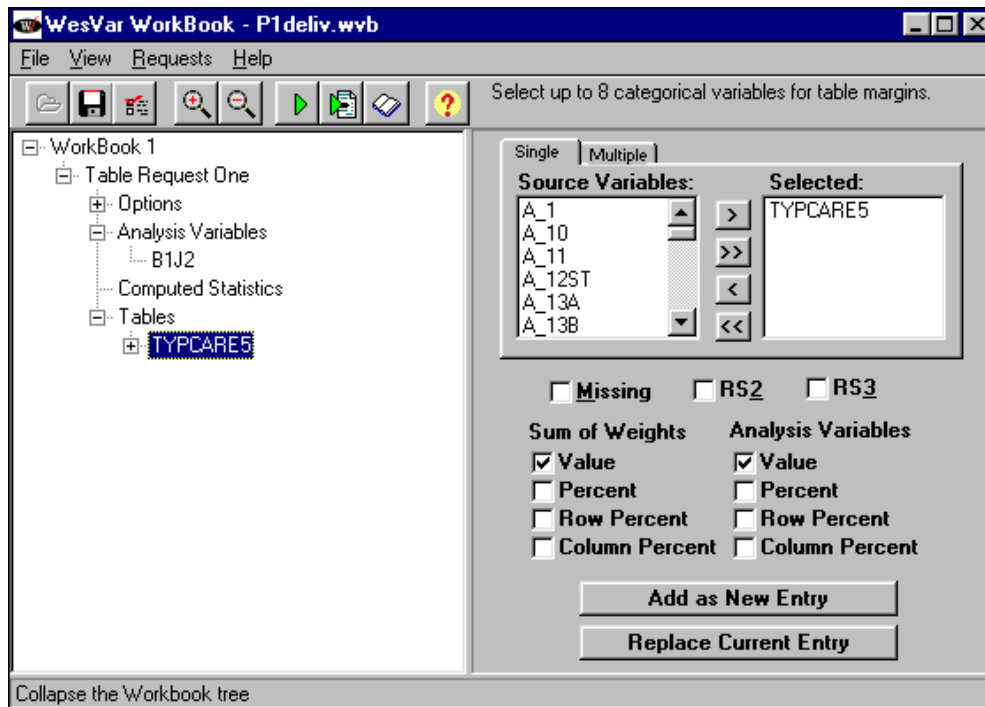 WesVar WorkBook - P1deliv.wvb
File View Requests Help
Select up to 8 categorical variables for table margins.
WorkBook 1
Table Request One
Options
Analysis Variables
B1J2
Computed Statistics
Tables
TYPCARE5
Single Multiple
Source Variables: Selected:
A_1
A_10
A_11
A_12ST
A_13A
A_13B
>
>>
<
<<
TYPCARE5
Missing RS2 RS3
Sum of Weights Analysis Variables
Value Value
Percent Percent
Row Percent Row Percent
Column Percent Column Percent
Add as New Entry
Replace Current Entry
Collapse the Workbook tree